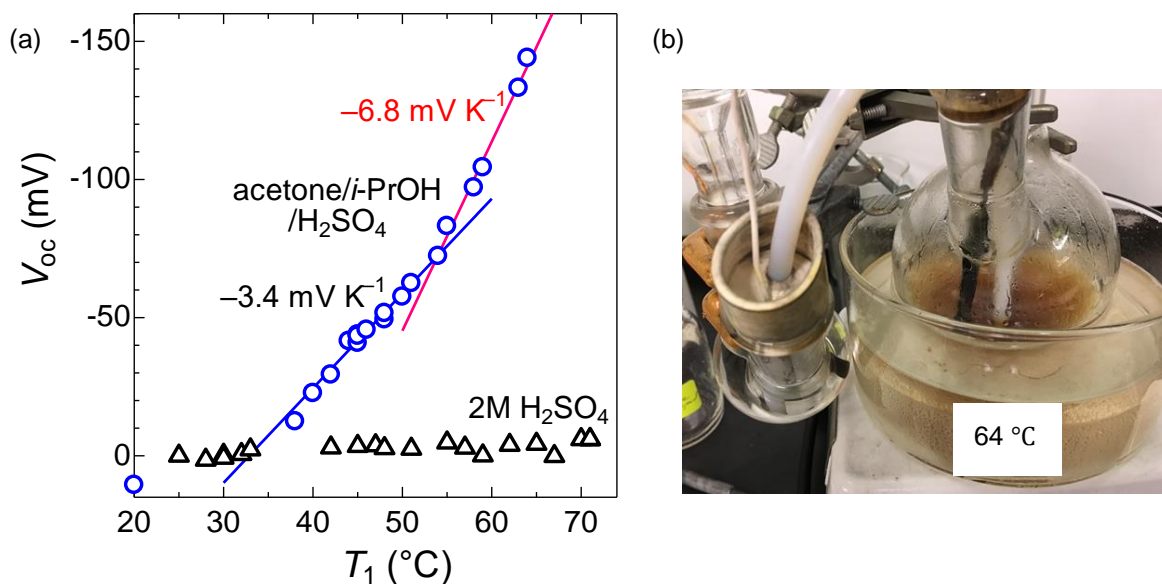 (a)
-150
-100
-50
0
V_oc (mV)
–6.8 mV K⁻¹
acetone/i-PrOH
/H₂SO₄
–3.4 mV K⁻¹
2M H₂SO₄
20
30
40
50
60
70
T₁ (°C)
(b)
64 ℃